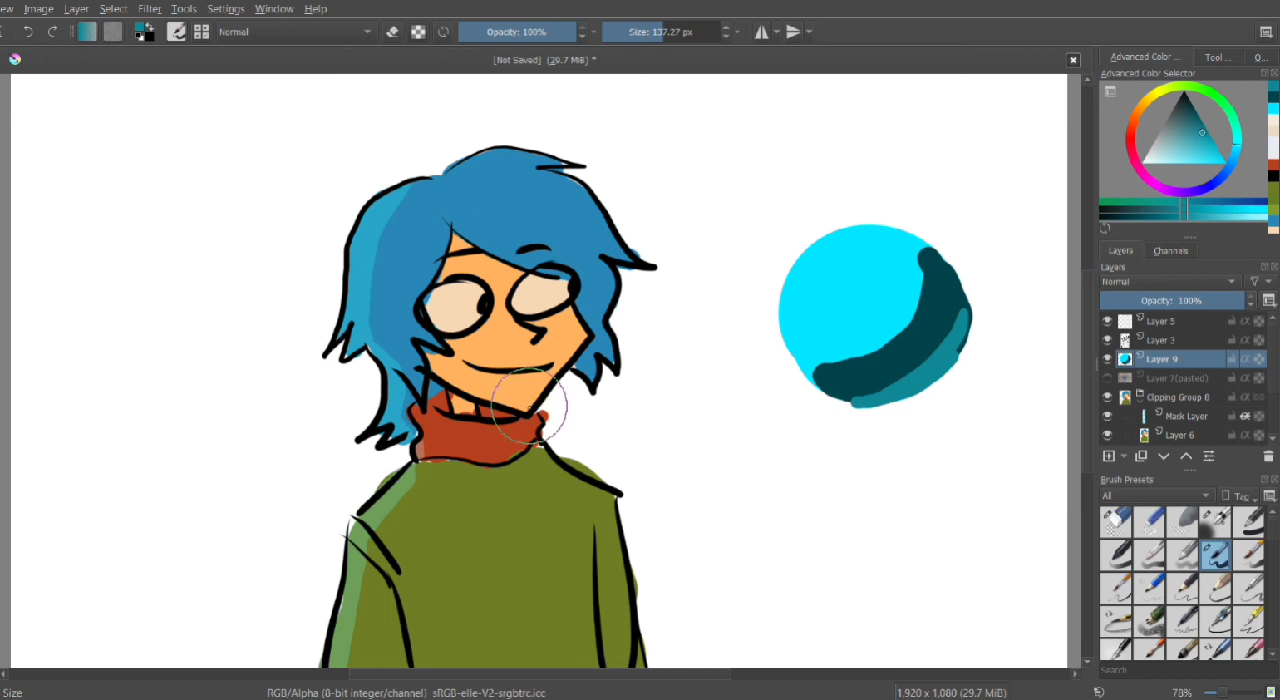 ew Image Layer Select Filter Tools Settings Window Help
Normal Opacity: 100% Size: 137.27 px
[Not Saved] (29.7 MiB) *
Advanced Color ... Tool ... O...
Advanced Color Selector
Layers Channels
Layers
Normal
Opacity: 100%
Layer 5
Layer 3
Layer 9
Layer 7(pasted)
Clipping Group 8
Mask Layer
Layer 6
Brush Presets
All Tag
Search
Size RGB/Alpha (8-bit integer/channel) sRGB-elle-V2-srgbtrc.icc 1,920 x 1,080 (29.7 MiB) 78%